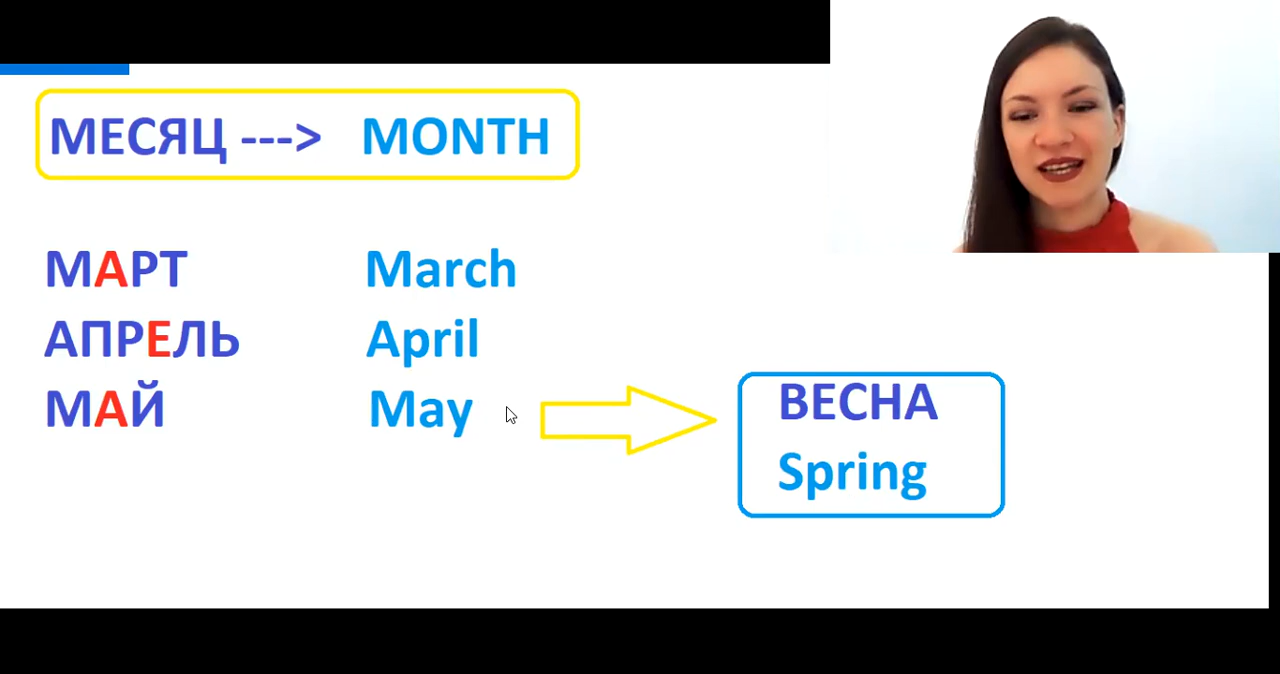 МЕСЯЦ ---> MONTH
МАРТ March
АПРЕЛЬ April
МАЙ May
ВЕСНА
Spring